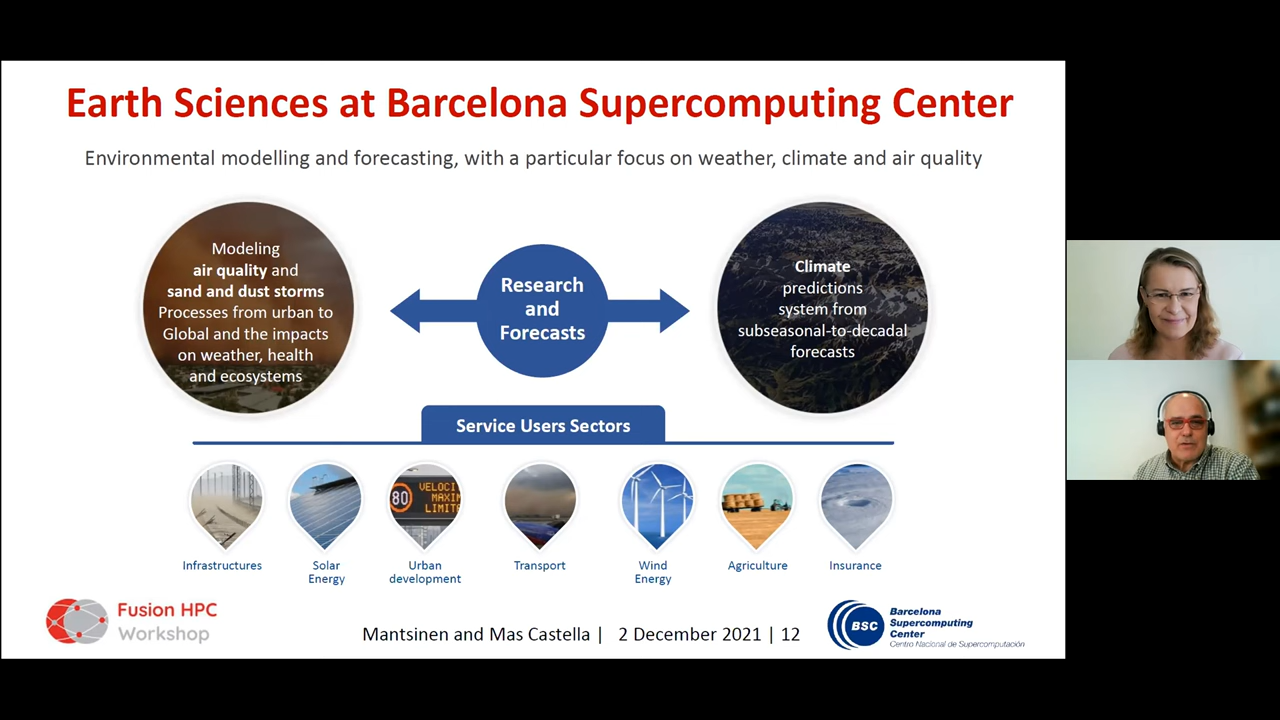 Earth Sciences at Barcelona Supercomputing Center
Environmental modelling and forecasting, with a particular focus on weather, climate and air quality
Modeling
air quality and
sand and dust storms
Processes from urban to
Global and the impacts
on weather, health
and ecosystems
Research
and
Forecasts
Climate
predictions
system from
subseasonal-to-decadal
forecasts
Service Users Sectors
80
VELOCI
MAXIM
LIMIT
Infrastructures
Solar
Energy
Urban
development
Transport
Wind
Energy
Agriculture
Insurance
Fusion HPC
Workshop
Mantsinen and Mas Castella | 2 December 2021 | 12
BSC
Barcelona
Supercomputing
Center
Centro Nacional de Supercomputación